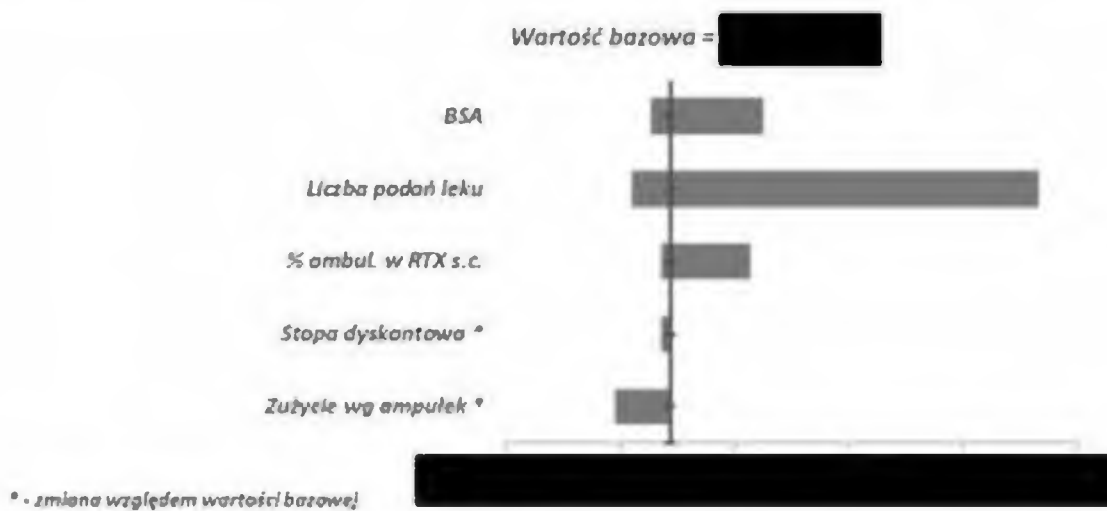 Wartość bazowa =
BSA
Liczba podań leku
% ambul. w RTX s.c.
Stopa dyskontowa *
Zużycie wg ampułek *
* - zmiana względem wartości bazowej